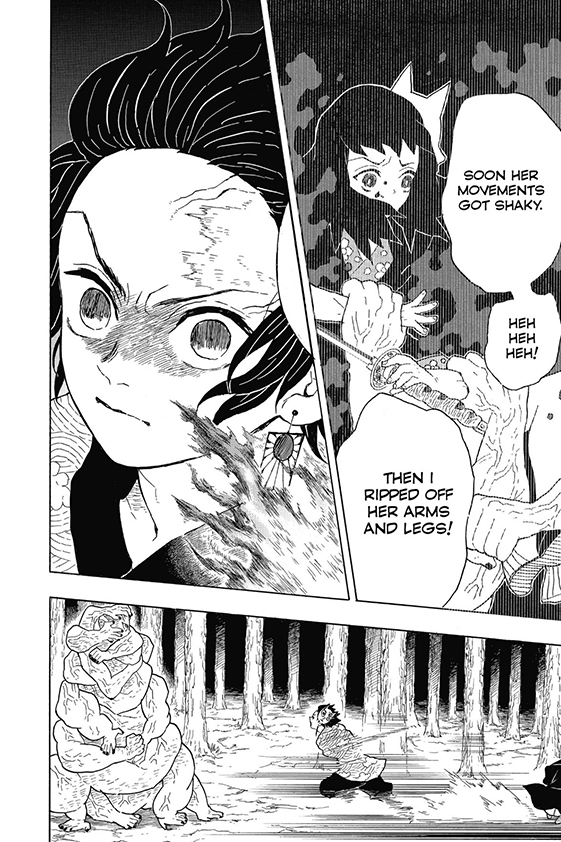 SOON HER
MOVEMENTS
GOT SHAKY.
HEH
HEH
HEH!
THEN I
RIPPED OFF
HER ARMS
AND LEGS!